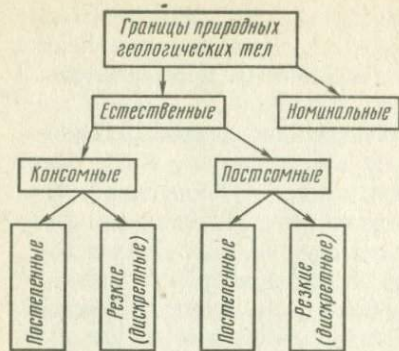 Границы природных
геологических тел
Естественные
Номинальные
Консомные
Постсомные
Постепенные
Резкие
(дискретные)
Постепенные
Резкие
(дискретные)